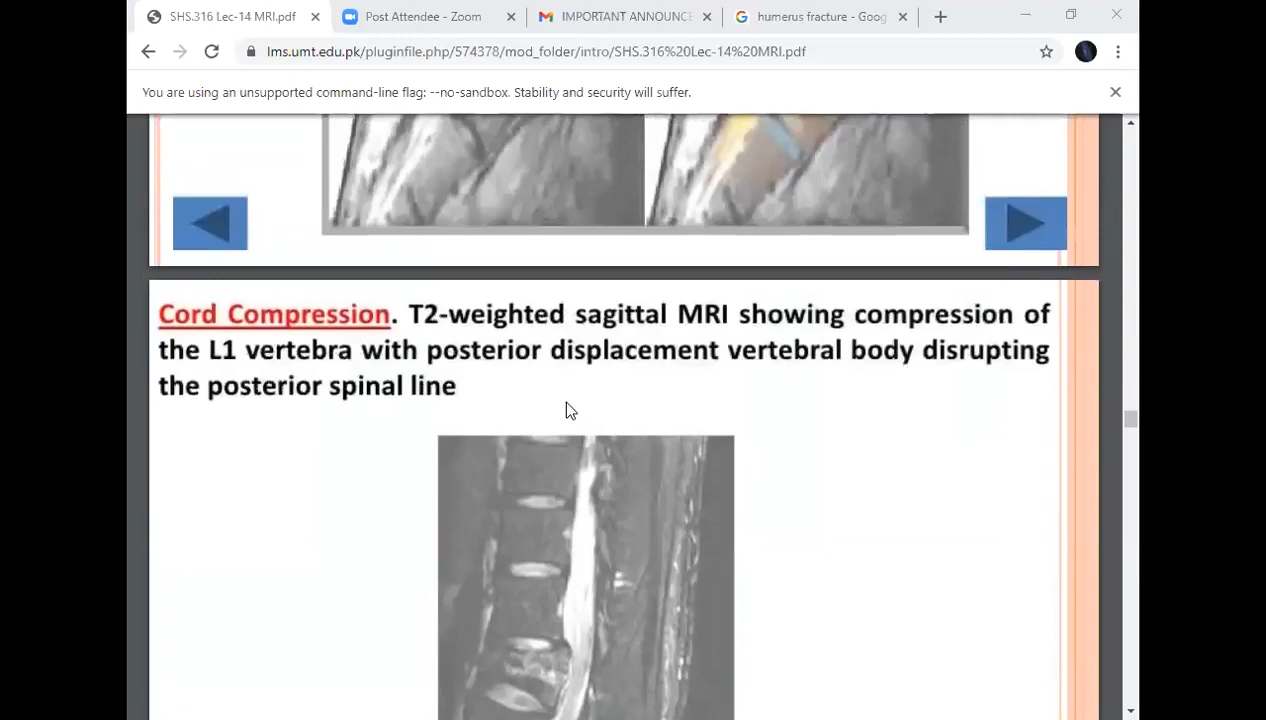 SHS.316 Lec-14 MRI.pdf
Post Attendee - Zoom
IMPORTANT ANNOUNC
humerus fracture - Goog
lms.umt.edu.pk/pluginfile.php/574378/mod_folder/intro/SHS.316%20Lec-14%20MRI.pdf
You are using an unsupported command-line flag: --no-sandbox. Stability and security will suffer.
Cord Compression. T2-weighted sagittal MRI showing compression of
the L1 vertebra with posterior displacement vertebral body disrupting
the posterior spinal line